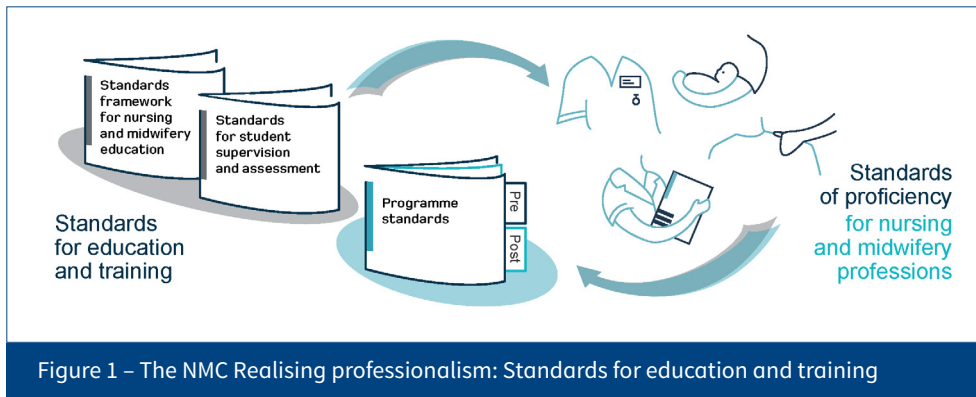 Standards
framework
for nursing
and midwifery
education
Standards
for student
supervision
and assessment
Programme
standards
Pre
Post
Standards
for education
and training
Standards
of proficiency
for nursing
and midwifery
professions
Figure 1 – The NMC Realising professionalism: Standards for education and training